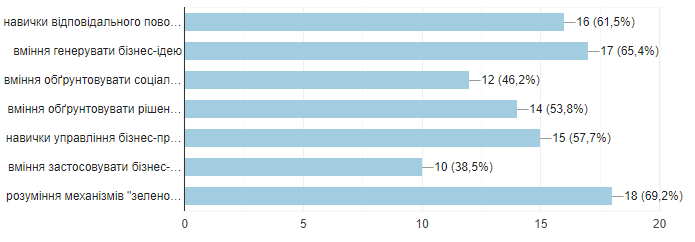 навички відповідального пово… 16 (61,5%)
вміння генерувати бізнес-ідею 17 (65,4%)
вміння обґрунтовувати соціал… 12 (46,2%)
вміння обґрунтовувати рішен… 14 (53,8%)
навички управління бізнес-пр… 15 (57,7%)
вміння застосовувати бізнес-… 10 (38,5%)
розуміння механізмів "зелено… 18 (69,2%)
0 5 10 15 20